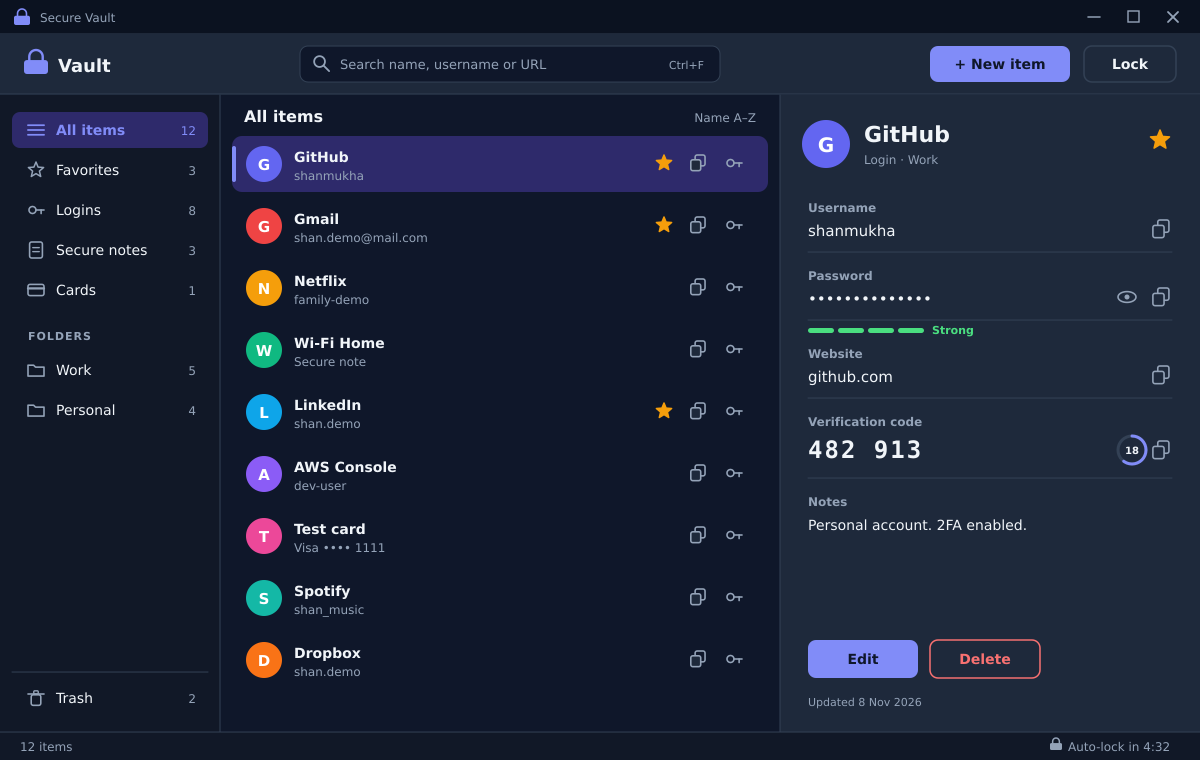 Secure Vault
Vault
Search name, username or URL Ctrl+F
+ New item
Lock
All items 12
Favorites 3
Logins 8
Secure notes 3
Cards 1
FOLDERS
Work 5
Personal 4
Trash 2
All items Name A–Z
G GitHub
shanmukha
G Gmail
shan.demo@mail.com
N Netflix
family-demo
W Wi-Fi Home
Secure note
L LinkedIn
shan.demo
A AWS Console
dev-user
T Test card
Visa •••• 1111
S Spotify
shan_music
D Dropbox
shan.demo
G GitHub
Login · Work
Username
shanmukha
Password
••••••••••••••
Strong
Website
github.com
Verification code
482 913 18
Notes
Personal account. 2FA enabled.
Edit Delete
Updated 8 Nov 2026
12 items Auto-lock in 4:32